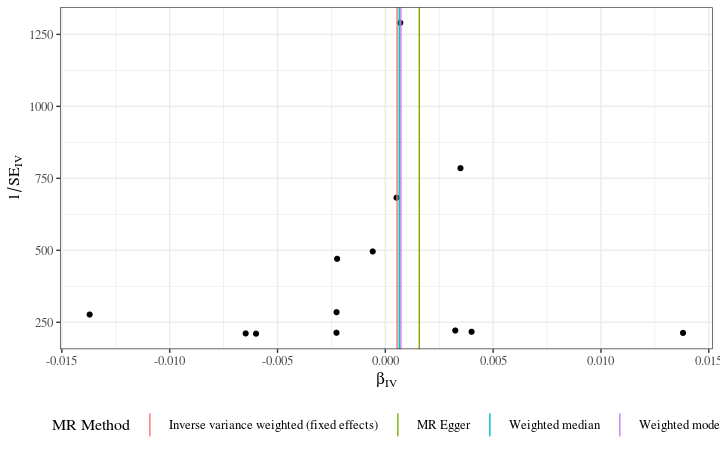 1250
1000
750
500
250
1/SE_IV
-0.015 -0.010 -0.005 0.000 0.005 0.010 0.015
β_IV
MR Method Inverse variance weighted (fixed effects) MR Egger Weighted median Weighted mode